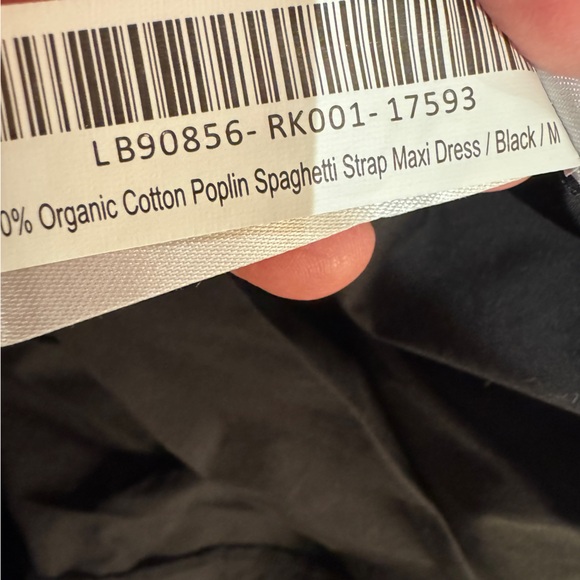 LB90856-RK001-17593
0% Organic Cotton Poplin Spaghetti Strap Maxi Dress / Black / M